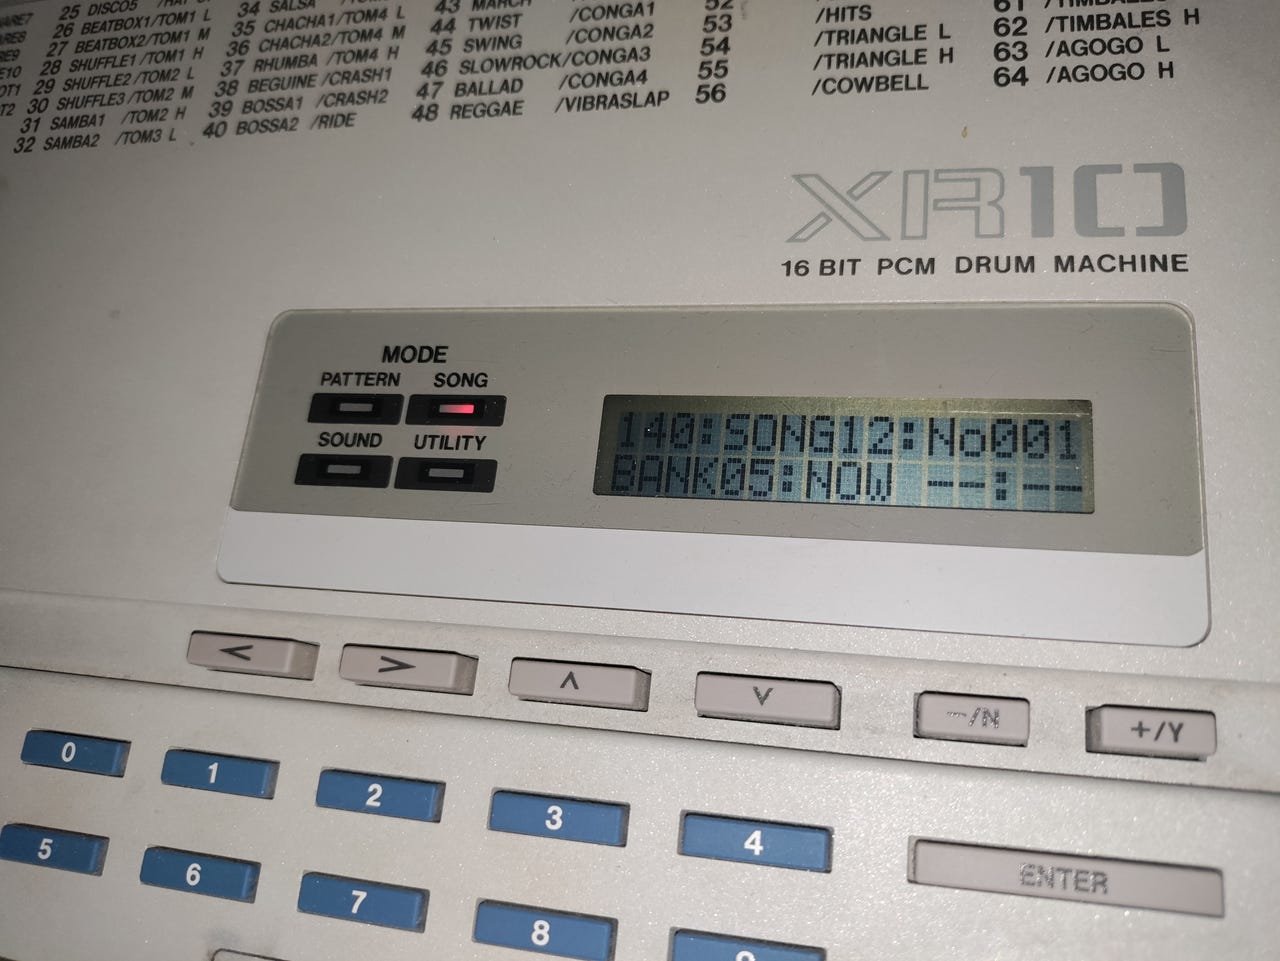 25 DISCO5 34 SALSA 43 MARCH 52 61
26 BEATBOX1/TOM1 L 35 CHACHA1/TOM4 L 44 TWIST /CONGA1 53 /HITS 62 /TIMBALES H
27 BEATBOX2/TOM1 M 36 CHACHA2/TOM4 M 45 SWING /CONGA2 54 /TRIANGLE L 63 /AGOGO L
28 SHUFFLE1/TOM1 H 37 RHUMBA /TOM4 H 46 SLOWROCK/CONGA3 55 /TRIANGLE H 64 /AGOGO H
29 SHUFFLE2/TOM2 L 38 BEGUINE /CRASH1 47 BALLAD /CONGA4 56 /COWBELL
30 SHUFFLE3/TOM2 M 39 BOSSA1 /CRASH2 48 REGGAE /VIBRASLAP
31 SAMBA1 /TOM2 H 40 BOSSA2 /RIDE
32 SAMBA2 /TOM3 L
XR10
16 BIT PCM DRUM MACHINE
MODE
PATTERN SONG
SOUND UTILITY
140:SONG12:No001
BANK05:NOW --:--
< > ∧ ∨ -/N +/Y
0 1 2 3 4
5 6 7 8 9
ENTER